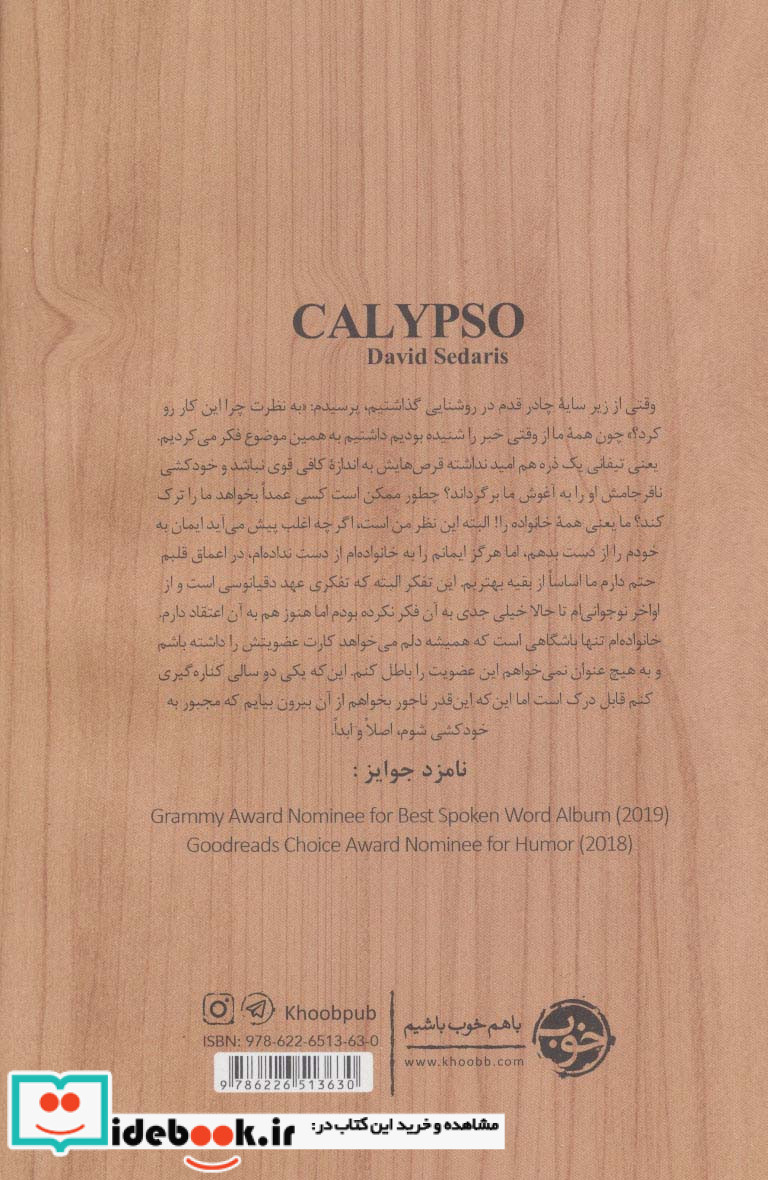 CALYPSO
David Sedaris
وقتی از زیر سایهٔ چادر قدم در روشنایی گذاشتیم، پرسیدم: «به نظرت چرا این کار رو
کرد؟» چون همهٔ ما از وقتی خبر را شنیده بودیم داشتیم به همین موضوع فکر می‌کردیم.
یعنی تیفانی یک ذره هم امید نداشته قرص‌هایش به اندازهٔ کافی قوی نباشد و خودکشی
نافرجامش او را به آغوش ما برگرداند؟ چطور ممکن است کسی عمداً بخواهد ما را ترک
کند؟ ما یعنی همهٔ خانواده را! البته این نظر من است، اگرچه اغلب پیش می‌آید ایمان به
خودم را از دست بدهم، اما هرگز ایمانم را به خانواده‌ام از دست نداده‌ام، در اعماق قلبم
حتم دارم ما اساساً از بقیه بهتریم. این تفکر البته که تفکری عهد دقیانوسی است و از
اواخر نوجوانی‌ام تا حالا خیلی جدی به آن فکر نکرده بودم اما هنوز هم به آن اعتقاد دارم.
خانواده‌ام تنها باشگاهی است که همیشه دلم می‌خواهد کارت عضویتش را داشته باشم
و به هیچ عنوان نمی‌خواهم این عضویت را باطل کنم. این‌که یکی دو سالی کناره‌گیری
کنم قابل درک است اما این‌که این‌قدر ناجور بخواهم از آن بیرون بیایم که مجبور به
خودکشی شوم، اصلاً و ابداً.
نامزد جوایز :
Grammy Award Nominee for Best Spoken Word Album (2019)
Goodreads Choice Award Nominee for Humor (2018)
Khoobpub
ISBN: 978-622-6513-63-0
9 786226 513630
باهم خوب باشیم
www.khoobb.com
خوب
مشاهده و خرید این کتاب در:
idebook.ir